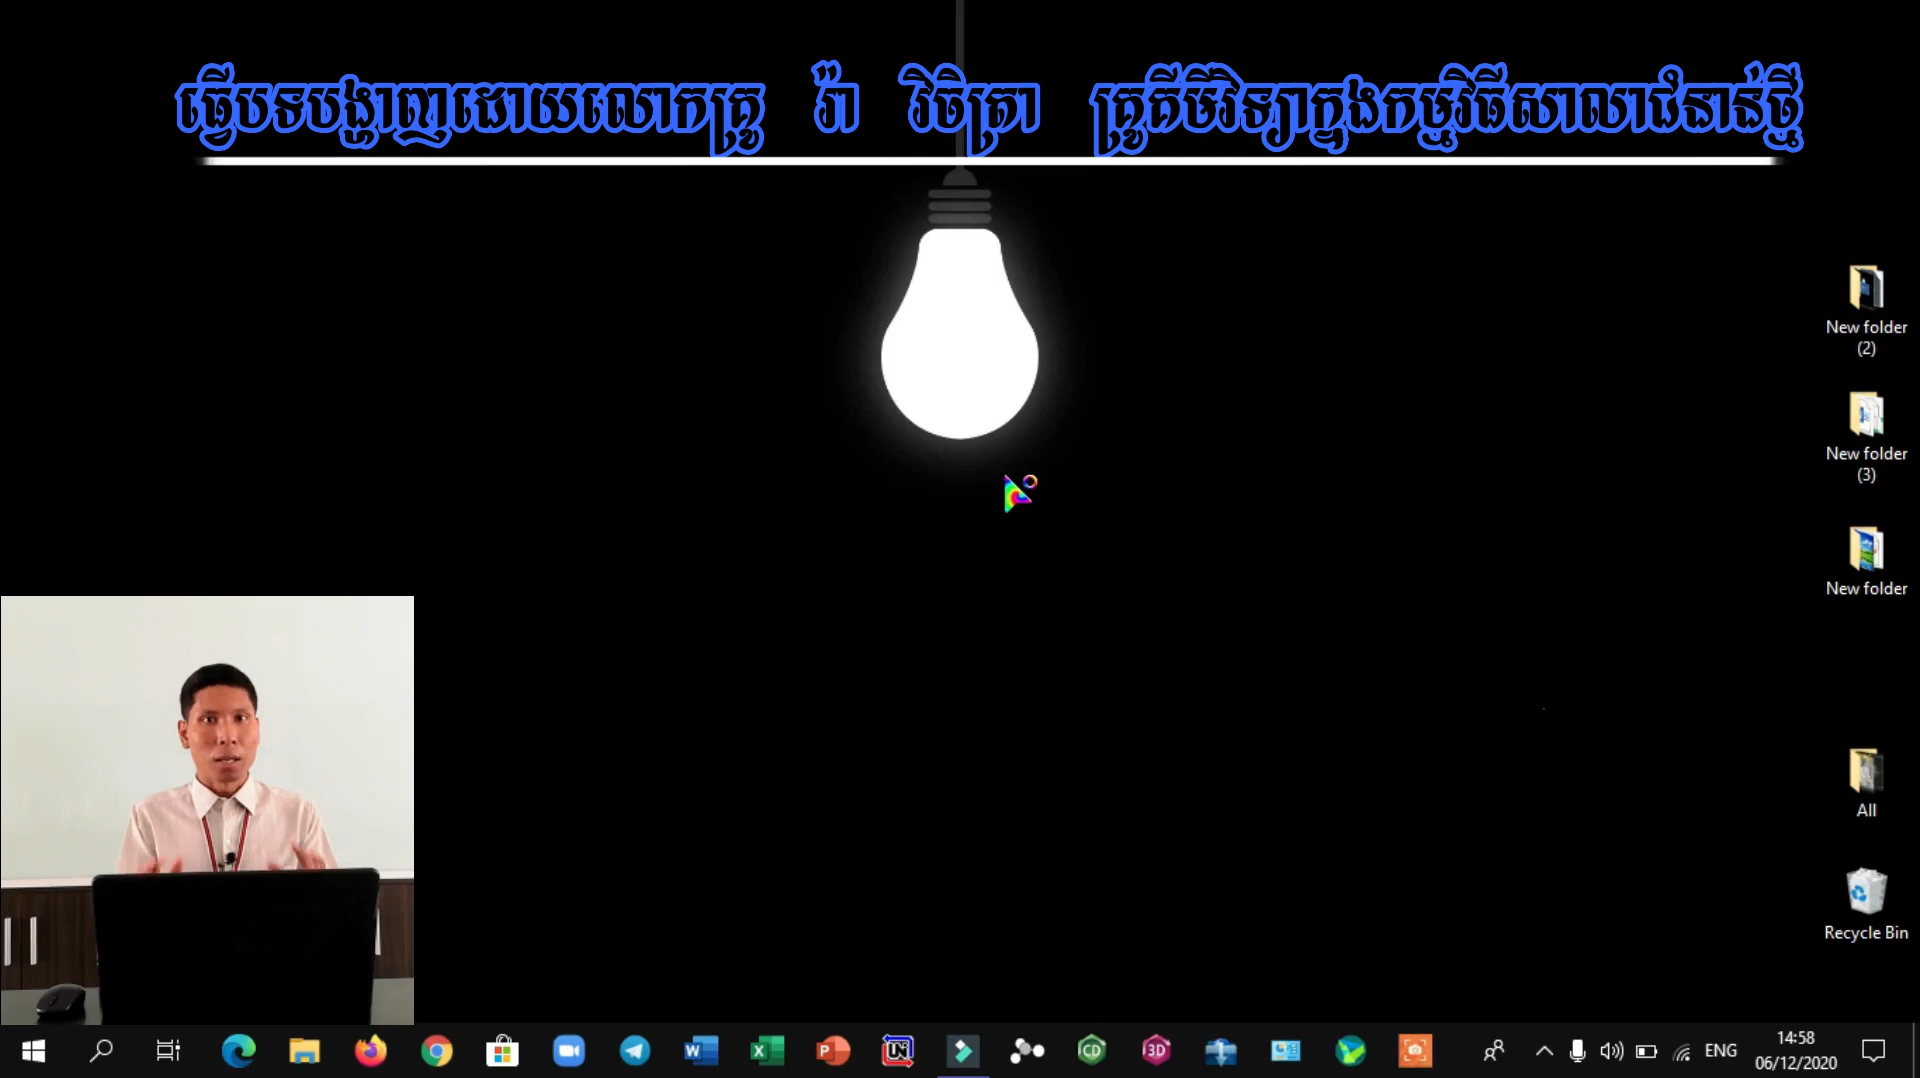 ធ្វើបទបង្ហាញដោយលោកគ្រូ រ៉ា វិចិត្រា គ្រូគីមីវិទ្យាក្នុងកម្មវិធីសាលាជំនាន់ថ្មី
New folder
(2)
New folder
(3)
New folder
All
Recycle Bin
ENG
14:58
06/12/2020